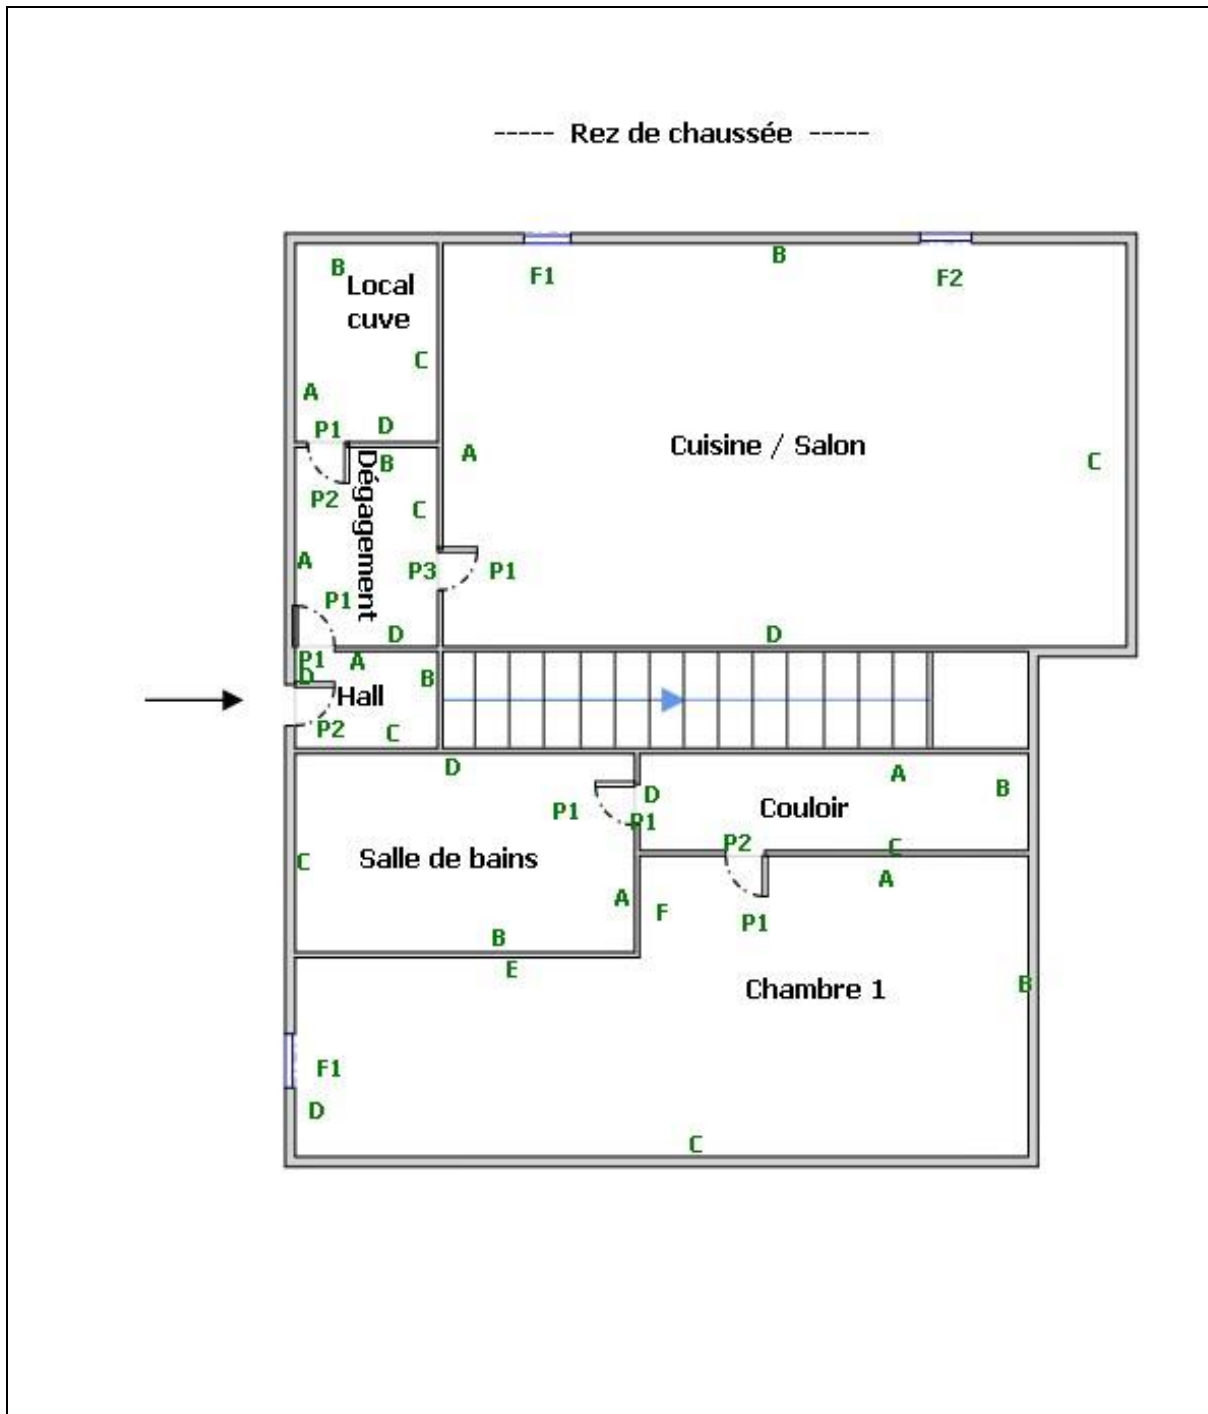 ----- Rez de chaussée -----
B
Local
cuve
C
A
P1
D
F1
B
F2
A
Cuisine / Salon
C
P3
P1
D
B
Dégagement
P2
C
A
P1
D
P1
A
D
Hall
B
P2
C
D
P1
Salle de bains
C
A
B
A
B
D
Couloir
P1
P2
C
A
F
P1
E
Chambre 1
B
F1
D
C